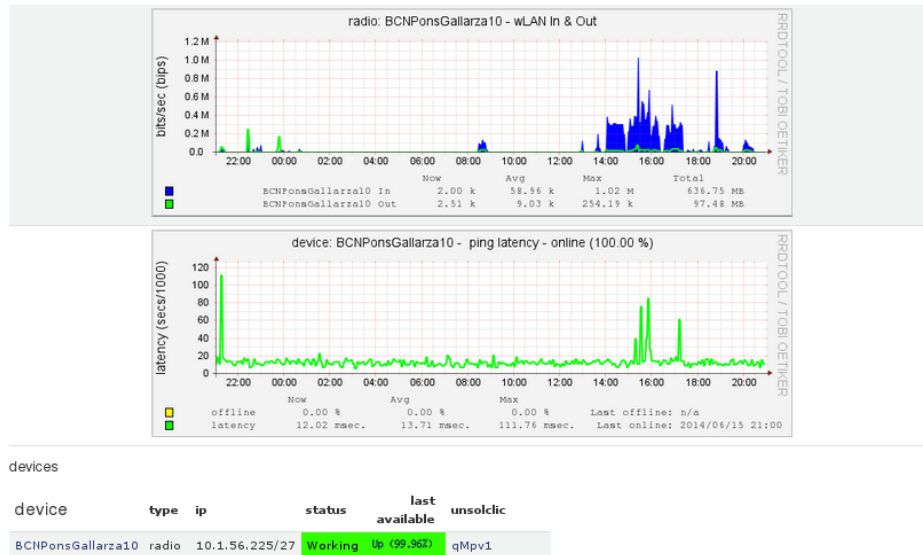 radio: BCNPonsGallarza10 - wLAN In & Out
RRDTOOL / TOBI OETIKER
bits/sec (bips)
1.2 M
1.0 M
0.8 M
0.6 M
0.4 M
0.2 M
0.0
22:00 00:00 02:00 04:00 06:00 08:00 10:00 12:00 14:00 16:00 18:00 20:00
Now Avg Max Total
BCNPonsGallarza10 In 2.00 k 58.96 k 1.02 M 636.75 MB
BCNPonsGallarza10 Out 2.51 k 9.03 k 254.19 k 97.48 MB
device: BCNPonsGallarza10 - ping latency - online (100.00 %)
RRDTOOL / TOBI OETIKER
latency (secs/1000)
120
100
80
60
40
20
0
22:00 00:00 02:00 04:00 06:00 08:00 10:00 12:00 14:00 16:00 18:00 20:00
Now Avg Max
offline 0.00 % 0.00 % 0.00 % Last offline: n/a
latency 12.02 msec. 13.71 msec. 111.76 msec. Last online: 2014/06/15 21:00
devices
device type ip status last available unsolclic
BCNPonsGallarza10 radio 10.1.56.225/27 Working Up (99.96%) qMpv1